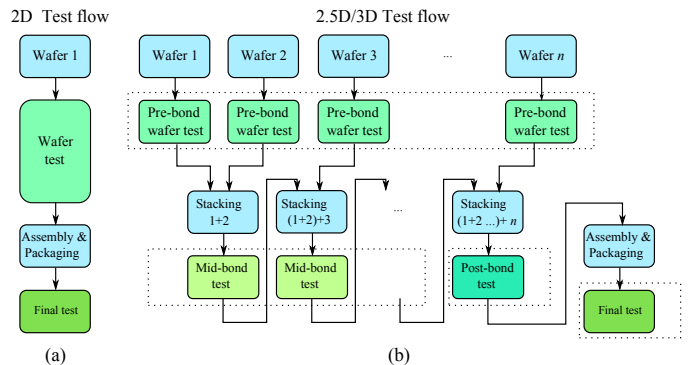 2D Test flow
2.5D/3D Test flow
Wafer 1
Wafer 1
Wafer 2
Wafer 3
...
Wafer n
Wafer
test
Pre-bond
wafer test
Pre-bond
wafer test
Pre-bond
wafer test
Pre-bond
wafer test
Assembly &
Packaging
Stacking
1+2
Stacking
(1+2)+3
...
Stacking
(1+2 ...)+ n
Assembly &
Packaging
Final test
Mid-bond
test
Mid-bond
test
Post-bond
test
Final test
(a)
(b)